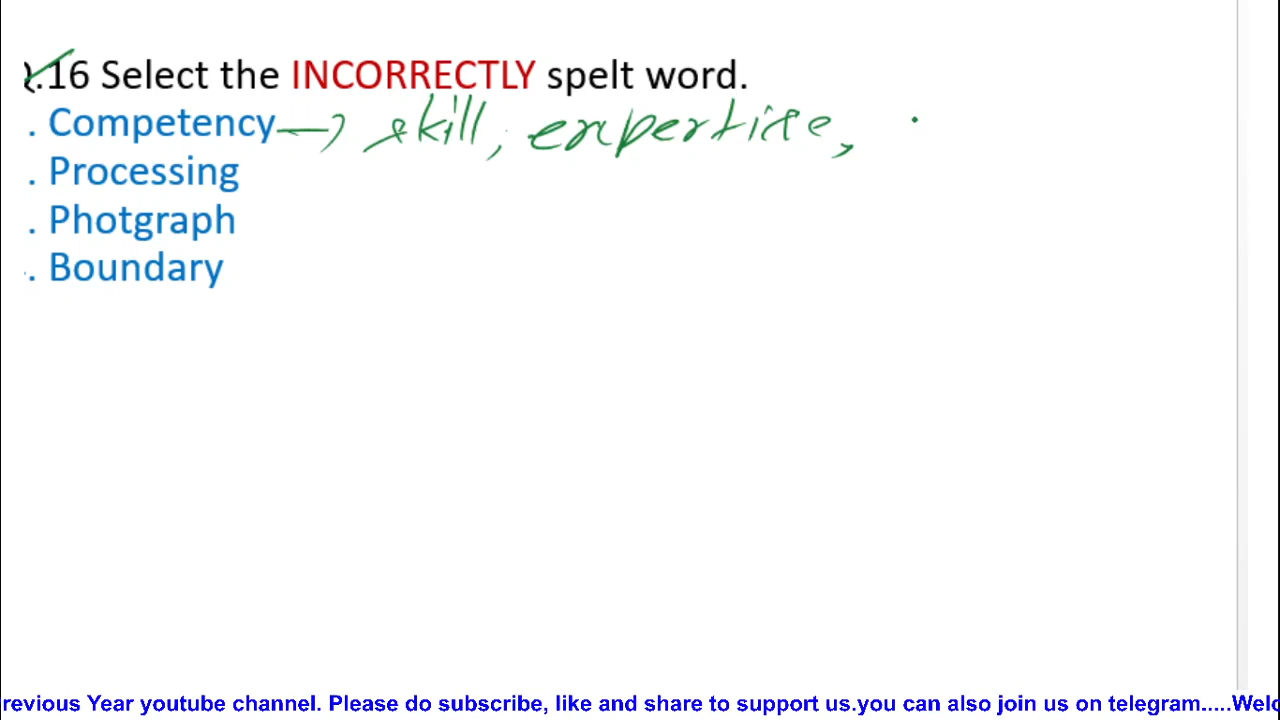 .16 Select the INCORRECTLY spelt word.
. Competency → skill, expertise,
. Processing
. Photgraph
. Boundary
revious Year youtube channel. Please do subscribe, like and share to support us.you can also join us on telegram.....Welc